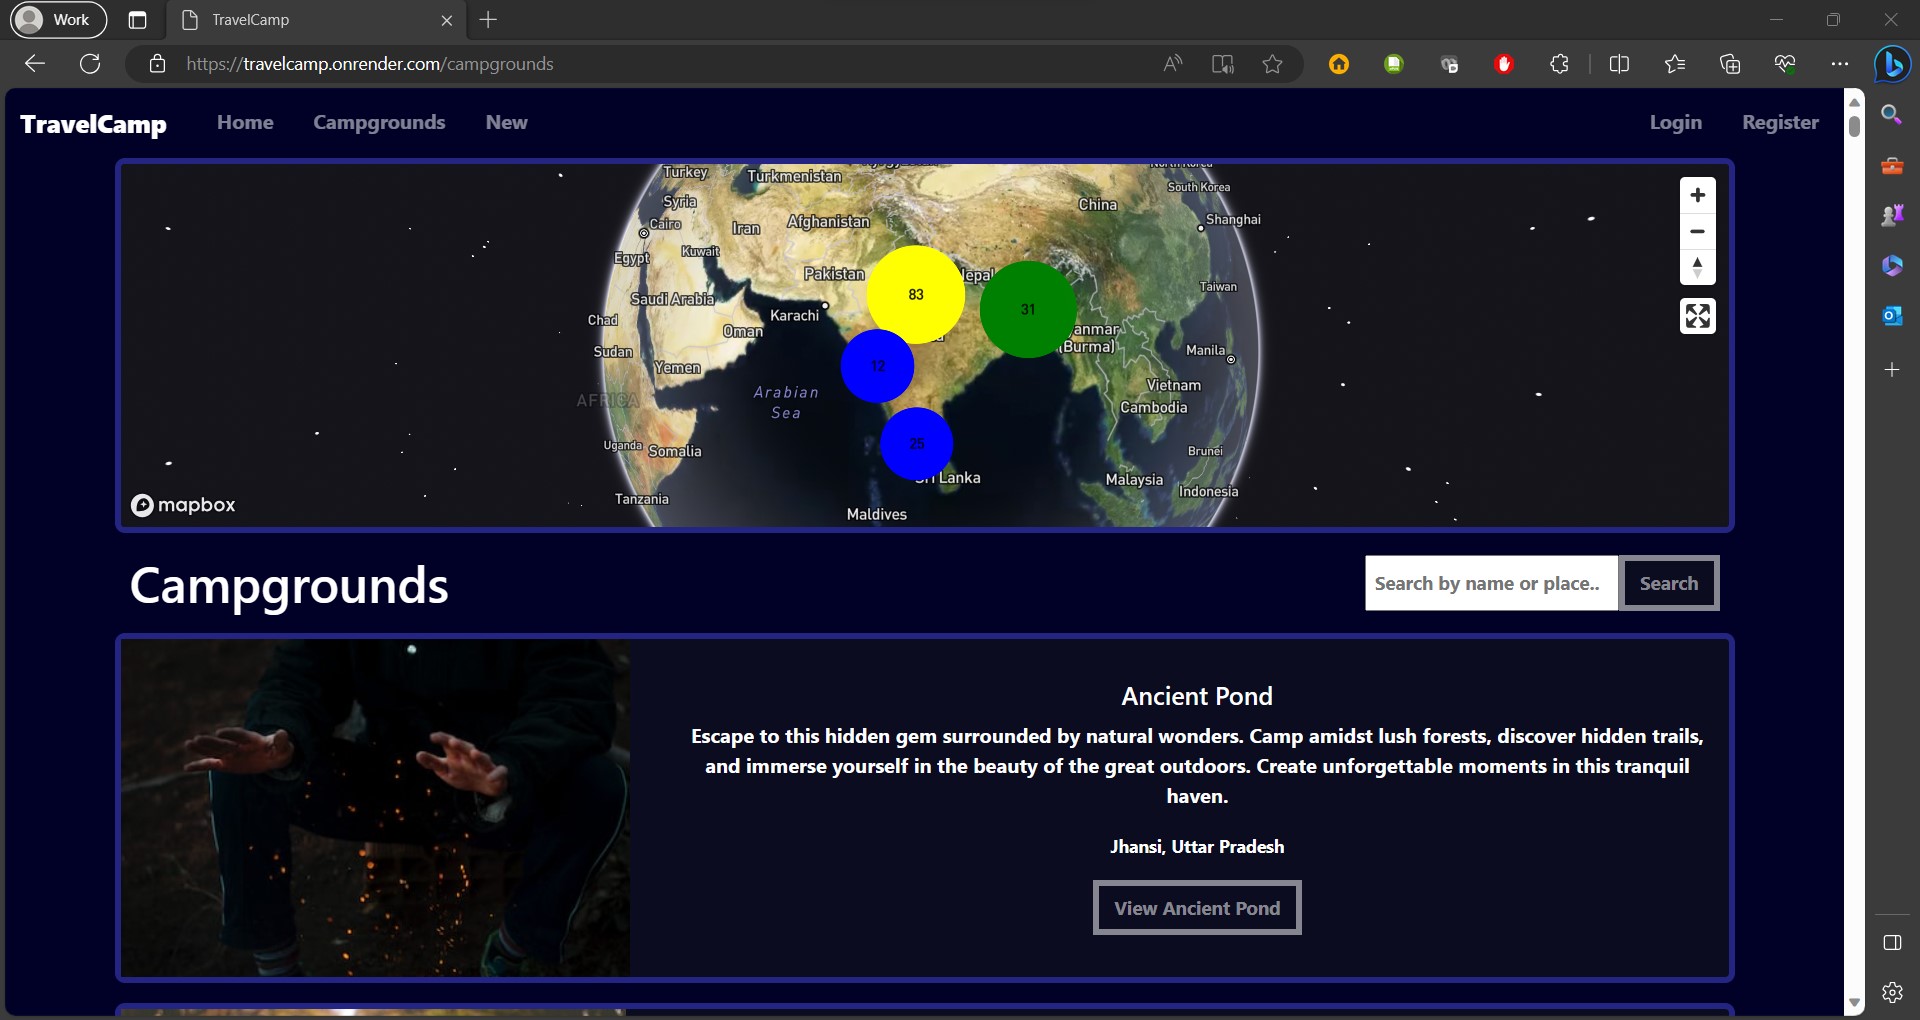 Work
TravelCamp
https://travelcamp.onrender.com/campgrounds
TravelCamp
Home
Campgrounds
New
Login
Register
Turkey
Turkmenistan
North Korea
South Korea
Syria
China
Cairo
Iran
Afghanistan
Shanghai
Egypt
Kuwait
Pakistan
Nepal
Taiwan
Saudi Arabia
83
31
Karachi
Chad
Oman
anmar
(Burma)
Sudan
Manila
Yemen
12
Vietnam
Arabian
Sea
AFRICA
Cambodia
Uganda
Somalia
25
Brunei
Sri Lanka
Malaysia
Indonesia
Tanzania
mapbox
Maldives
Campgrounds
Search by name or place..
Search
Ancient Pond
Escape to this hidden gem surrounded by natural wonders. Camp amidst lush forests, discover hidden trails,
and immerse yourself in the beauty of the great outdoors. Create unforgettable moments in this tranquil
haven.
Jhansi, Uttar Pradesh
View Ancient Pond